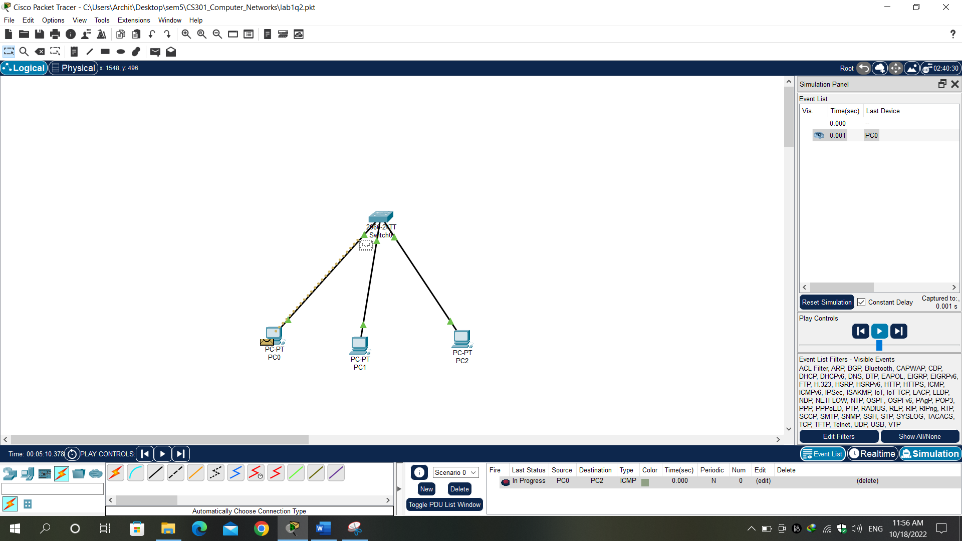 Cisco Packet Tracer - C:\Users\Archit\Desktop\sem5\CS301_Computer_Networks\lab1q2.pkt
File Edit Options View Tools Extensions Window Help
Logical Physical x: 1548, y: 496 Root 02:40:30
Simulation Panel
Event List
Vis. Time(sec) Last Device
0.000
0.001 PC0
Switch0
PC-PT
PC0
PC-PT
PC1
PC-PT
PC2
Reset Simulation Constant Delay Captured to:
0.001 s
Play Controls
Event List Filters - Visible Events
ACL Filter, ARP, BGP, Bluetooth, CAPWAP, CDP,
DHCP, DHCPv6, DNS, DTP, EAPOL, EIGRP, EIGRPv6,
FTP, H.323, HSRP, HSRPv6, HTTP, HTTPS, ICMP,
ICMPv6, IPSec, ISAKMP, IoT, IoT TCP, LACP, LLDP,
NDP, NETFLOW, NTP, OSPF, OSPFv6, PAgP, POP3,
PPP, PPPoED, PTP, RADIUS, REP, RIP, RIPng, RTP,
SCCP, SMTP, SNMP, SSH, STP, SYSLOG, TACACS,
TCP, TFTP, Telnet, UDP, USB, VTP
Edit Filters Show All/None
Time: 00:05:10.378 PLAY CONTROLS: Event List Realtime Simulation
Scenario 0
New Delete
Toggle PDU List Window
Fire Last Status Source Destination Type Color Time(sec) Periodic Num Edit Delete
In Progress PC0 PC2 ICMP 0.000 N 0 (edit) (delete)
Automatically Choose Connection Type
ENG 11:56 AM
10/18/2022